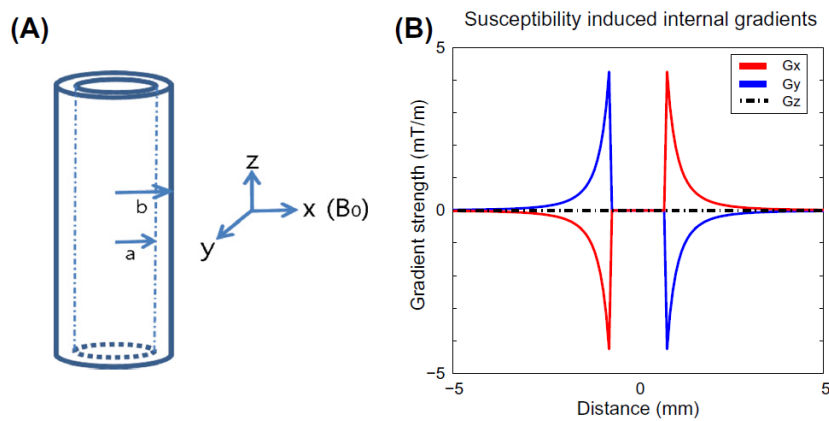 (A)
z
x (B₀)
y
b
a
(B)
Susceptibility induced internal gradients
Gradient strength (mT/m)
5
0
−5
Gx
Gy
Gz
−5
0
5
Distance (mm)